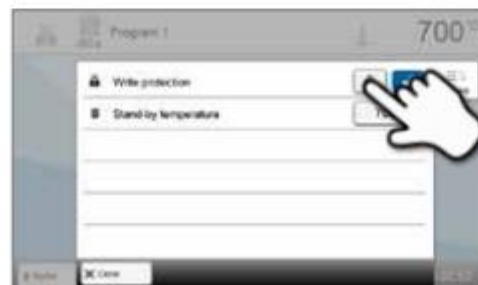 Program 1
700°
Write protection
Stand-by temperature
Close